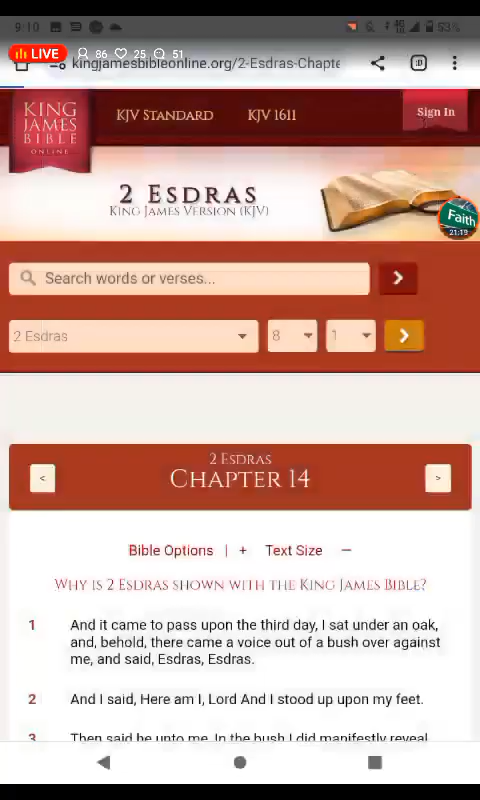 9:10
53%
LIVE 86 25 51
kingjamesbibleonline.org/2-Esdras-Chapte
:D
KING
JAMES
BIBLE
ONLINE
KJV STANDARD KJV 1611 Sign In
2 ESDRAS
KING JAMES VERSION (KJV)
Faith
21:19
Search words or verses...
2 Esdras 8 1
2 ESDRAS
CHAPTER 14
Bible Options | + Text Size −
WHY IS 2 ESDRAS SHOWN WITH THE KING JAMES BIBLE?
1 And it came to pass upon the third day, I sat under an oak,
and, behold, there came a voice out of a bush over against
me, and said, Esdras, Esdras.
2 And I said, Here am I, Lord And I stood up upon my feet.
3 Then said he unto me, In the bush I did manifestly reveal